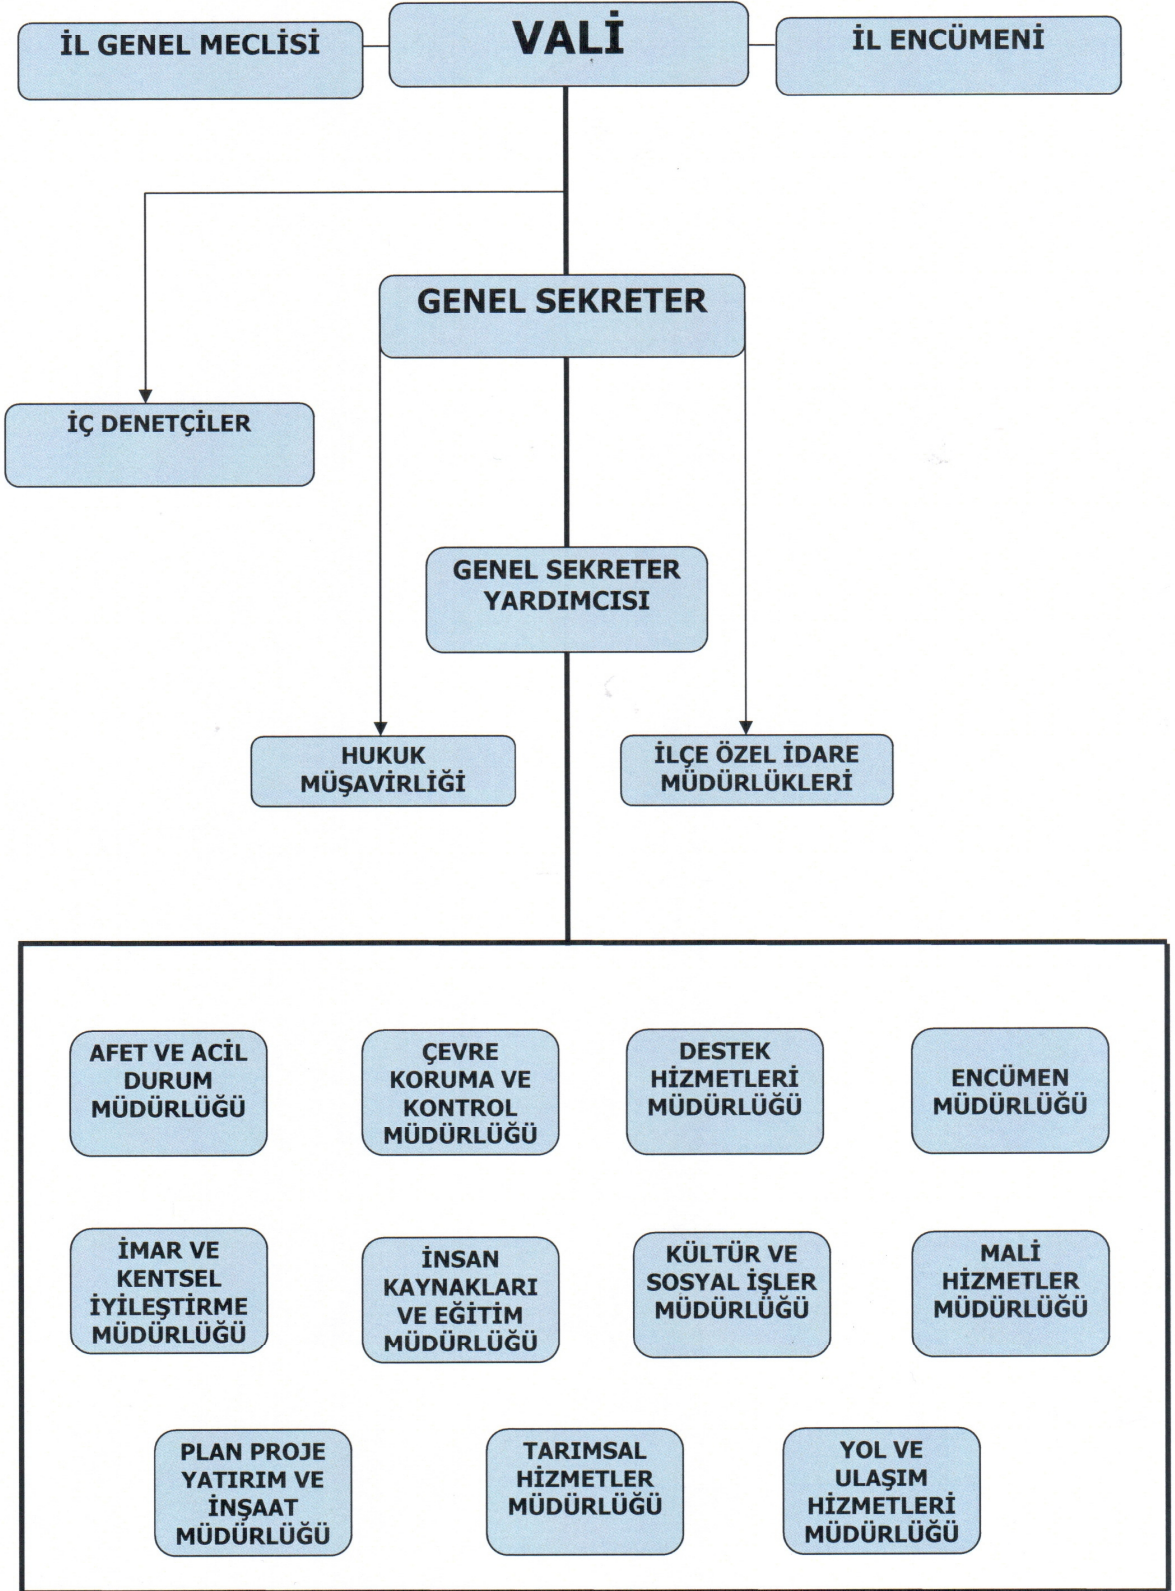 İL GENEL MECLİSİ
VALİ
İL ENCÜMENİ
GENEL SEKRETER
İÇ DENETÇİLER
GENEL SEKRETER
YARDIMCISI
HUKUK
MÜŞAVİRLİĞİ
İLÇE ÖZEL İDARE
MÜDÜRLÜKLERİ
AFET VE ACİL
DURUM
MÜDÜRLÜĞÜ
ÇEVRE
KORUMA VE
KONTROL
MÜDÜRLÜĞÜ
DESTEK
HİZMETLERİ
MÜDÜRLÜĞÜ
ENCÜMEN
MÜDÜRLÜĞÜ
İMAR VE
KENTSEL
İYİLEŞTİRME
MÜDÜRLÜĞÜ
İNSAN
KAYNAKLARI
VE EĞİTİM
MÜDÜRLÜĞÜ
KÜLTÜR VE
SOSYAL İŞLER
MÜDÜRLÜĞÜ
MALİ
HİZMETLER
MÜDÜRLÜĞÜ
PLAN PROJE
YATIRIM VE
İNŞAAT
MÜDÜRLÜĞÜ
TARIMSAL
HİZMETLER
MÜDÜRLÜĞÜ
YOL VE
ULAŞIM
HİZMETLERİ
MÜDÜRLÜĞÜ